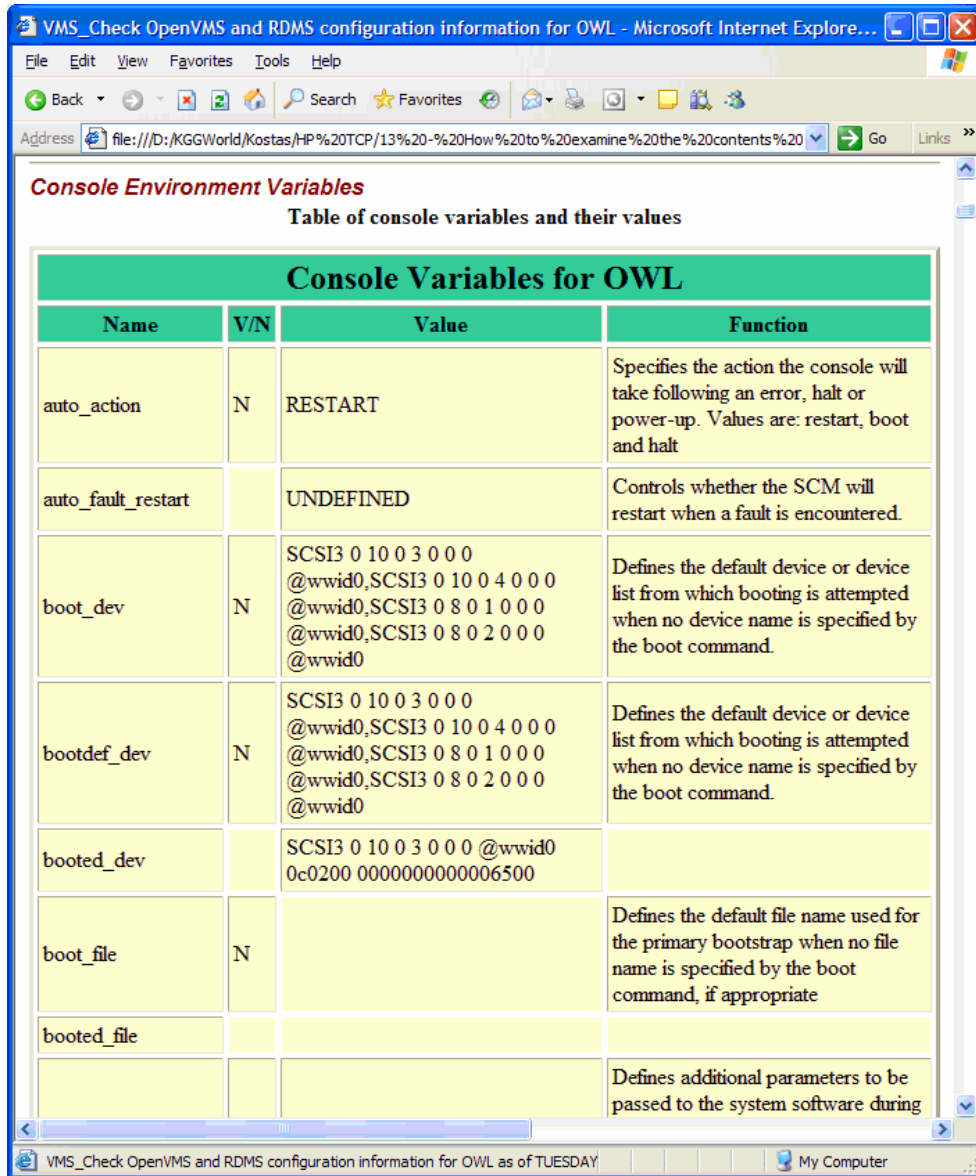 VMS_Check OpenVMS and RDMS configuration information for OWL - Microsoft Internet Explore...
File Edit View Favorites Tools Help
Back Search Favorites
Address file:///D:/KGGWorld/Kostas/HP%20TCP/13%20-%20How%20to%20examine%20the%20contents%20 Go Links »
Console Environment Variables
Table of console variables and their values
Console Variables for OWL
Name V/N Value Function
auto_action N RESTART
Specifies the action the console will
take following an error, halt or
power-up. Values are: restart, boot
and halt
auto_fault_restart UNDEFINED
Controls whether the SCM will
restart when a fault is encountered.
boot_dev N
SCSI3 0 10 0 3 0 0 0
@wwid0,SCSI3 0 10 0 4 0 0 0
@wwid0,SCSI3 0 8 0 1 0 0 0
@wwid0,SCSI3 0 8 0 2 0 0 0
@wwid0
Defines the default device or device
list from which booting is attempted
when no device name is specified by
the boot command.
bootdef_dev N
SCSI3 0 10 0 3 0 0 0
@wwid0,SCSI3 0 10 0 4 0 0 0
@wwid0,SCSI3 0 8 0 1 0 0 0
@wwid0,SCSI3 0 8 0 2 0 0 0
@wwid0
Defines the default device or device
list from which booting is attempted
when no device name is specified by
the boot command.
booted_dev
SCSI3 0 10 0 3 0 0 0 @wwid0
0c0200 0000000000006500
boot_file N
Defines the default file name used for
the primary bootstrap when no file
name is specified by the boot
command, if appropriate
booted_file
Defines additional parameters to be
passed to the system software during
VMS_Check OpenVMS and RDMS configuration information for OWL as of TUESDAY My Computer